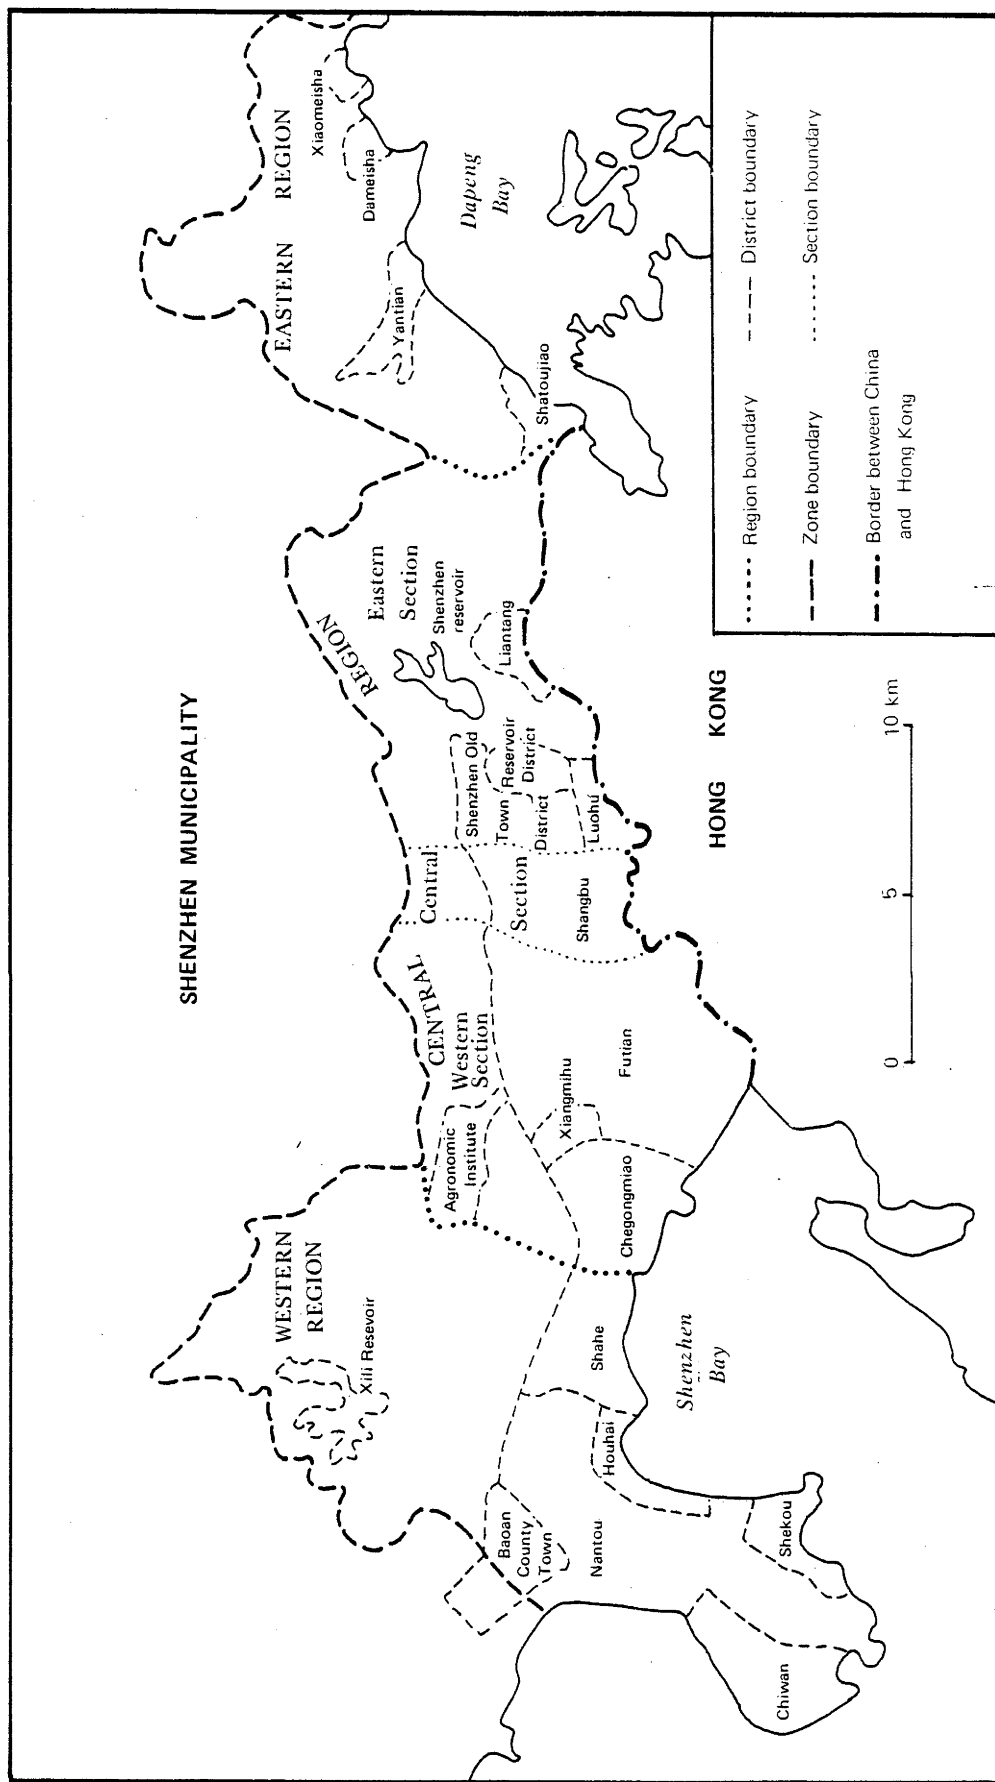 SHENZHEN MUNICIPALITY
WESTERN
REGION
Xili Resevoir
CENTRAL
REGION
EASTERN
REGION
Western
Section
Central
Section
Eastern
Section
Shenzhen
reservoir
Agronomic
Institute
Baoan
County
Town
Nantou
Houhai
Shahe
Shekou
Chiwan
Chegongmiao
Xiangmihu
Futian
Shangbu
Shenzhen Old
Town
District
Reservoir
District
Luohu
Liantang
Shatoujiao
Yantian
Dameisha
Xiaomeisha
Shenzhen
Bay
Dapeng
Bay
HONG KONG
0 5 10 km
Region boundary
District boundary
Zone boundary
Section boundary
Border between China
and Hong Kong